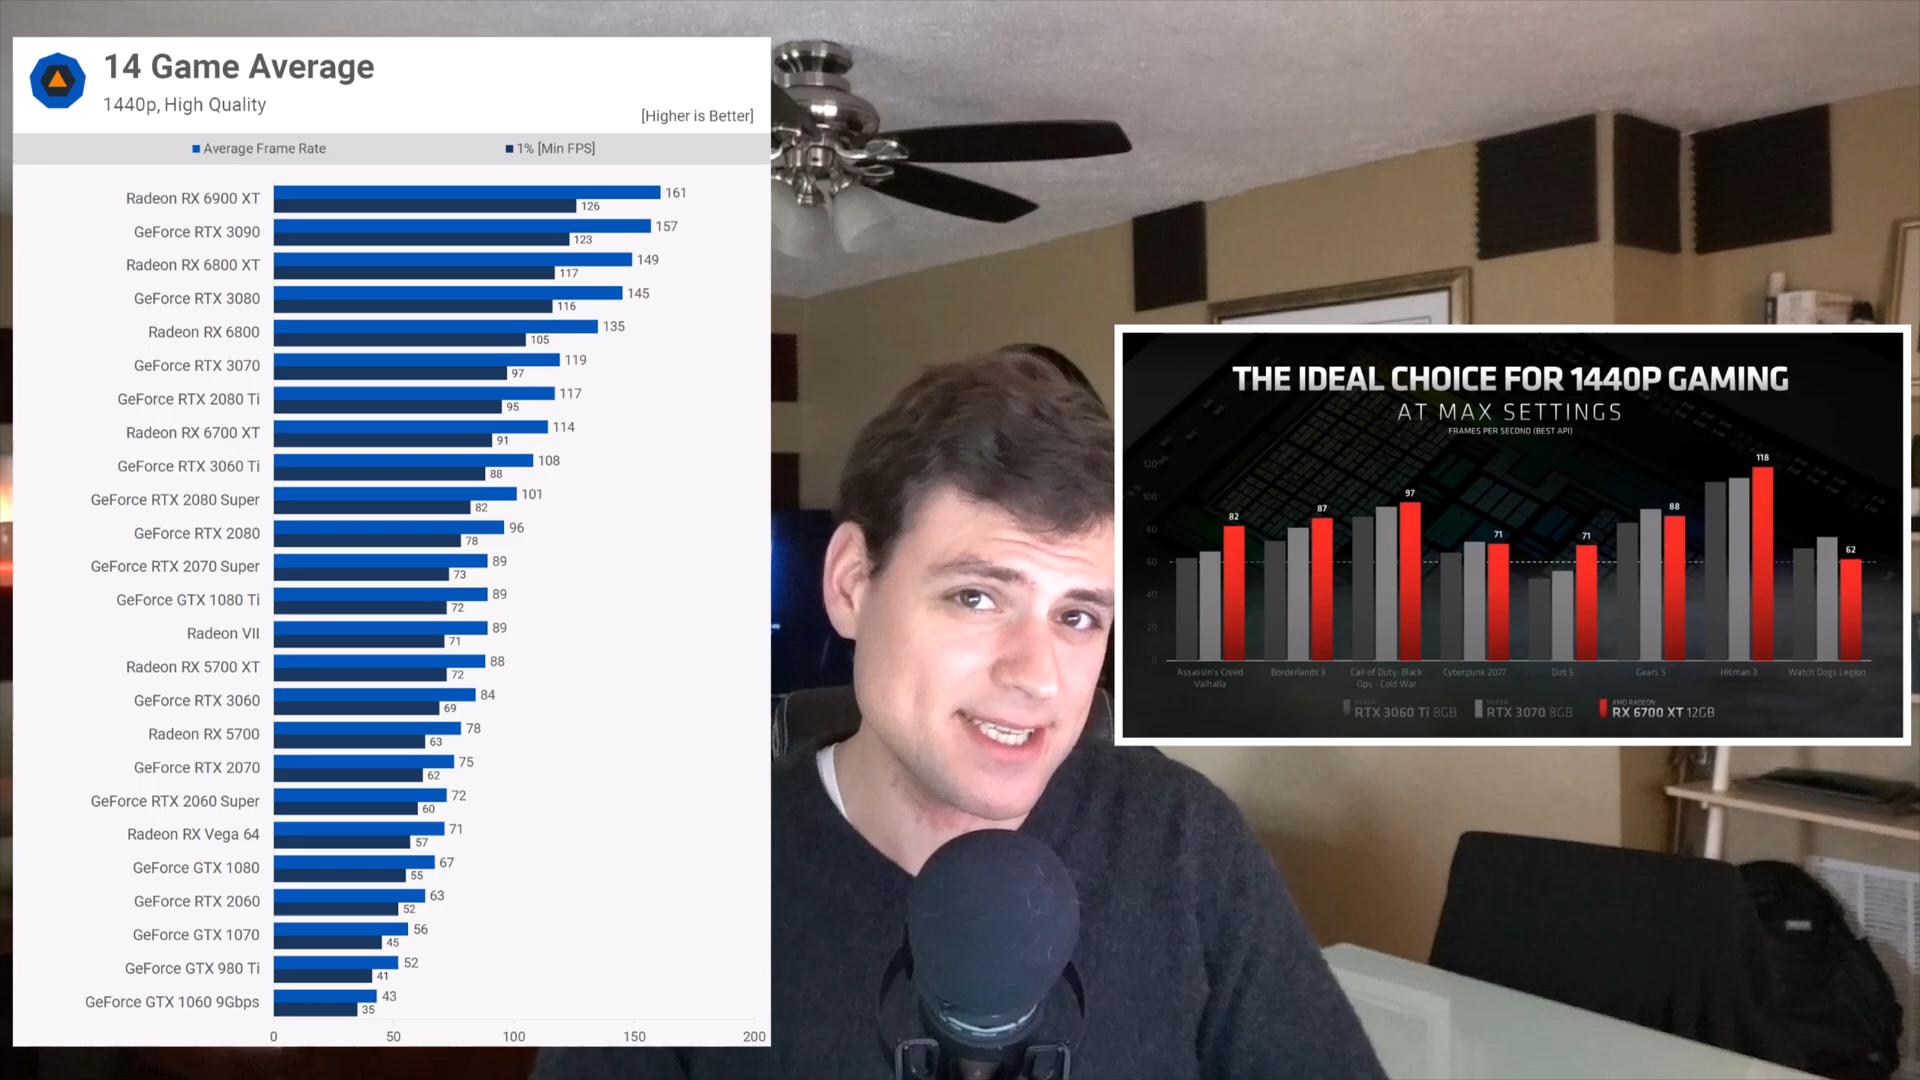 14 Game Average
1440p, High Quality
[Higher is Better]
Average Frame Rate 1% [Min FPS]
Radeon RX 6900 XT 161 126
GeForce RTX 3090 157 123
Radeon RX 6800 XT 149 117
GeForce RTX 3080 145 116
Radeon RX 6800 135 105
GeForce RTX 3070 119 97
GeForce RTX 2080 Ti 117 95
Radeon RX 6700 XT 114 91
GeForce RTX 3060 Ti 108 88
GeForce RTX 2080 Super 101 82
GeForce RTX 2080 96 78
GeForce RTX 2070 Super 89 73
GeForce GTX 1080 Ti 89 72
Radeon VII 89 71
Radeon RX 5700 XT 88 72
GeForce RTX 3060 84 69
Radeon RX 5700 78 63
GeForce RTX 2070 75 62
GeForce RTX 2060 Super 72 60
Radeon RX Vega 64 71 57
GeForce GTX 1080 67 55
GeForce RTX 2060 63 52
GeForce GTX 1070 56 45
GeForce GTX 980 Ti 52 41
GeForce GTX 1060 9Gbps 43 35
0 50 100 150 200
THE IDEAL CHOICE FOR 1440P GAMING
AT MAX SETTINGS
FRAMES PER SECOND (BEST API)
120
100
80
60
40
20
0
82 87 97 71 71 88 118 62
Assassin's Creed Valhalla
Borderlands 3
Call of Duty: Black Ops - Cold War
Cyberpunk 2077
Dirt 5
Gears 5
Hitman 3
Watch Dogs Legion
NVIDIA RTX 3060 Ti 8GB
NVIDIA RTX 3070 8GB
AMD RADEON RX 6700 XT 12GB